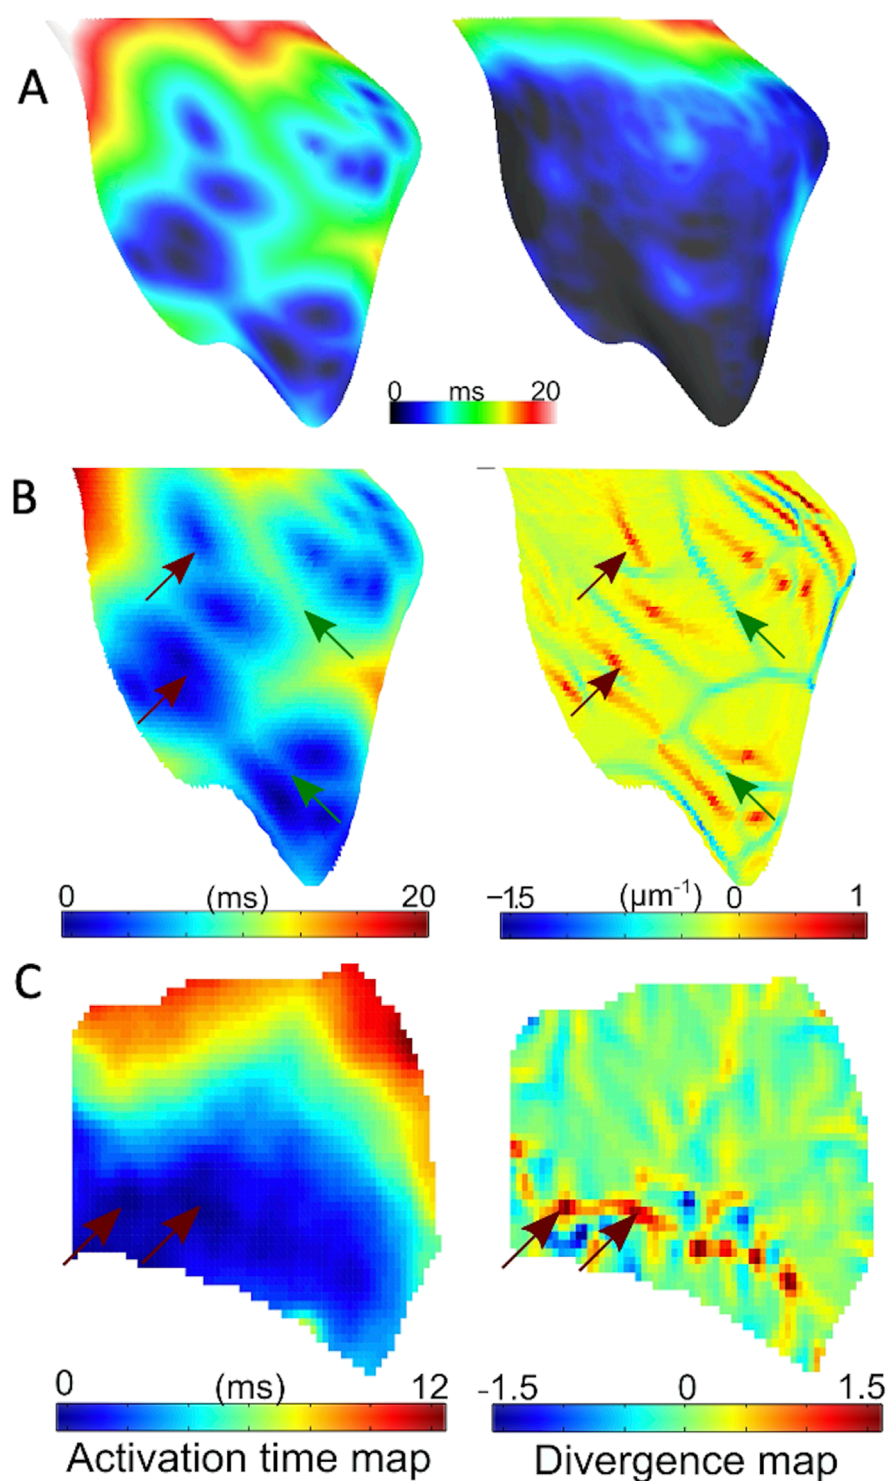 A
0 ms 20
B
0 (ms) 20
−1.5 (μm⁻¹) 0 1
C
0 (ms) 12
-1.5 0 1.5
Activation time map
Divergence map